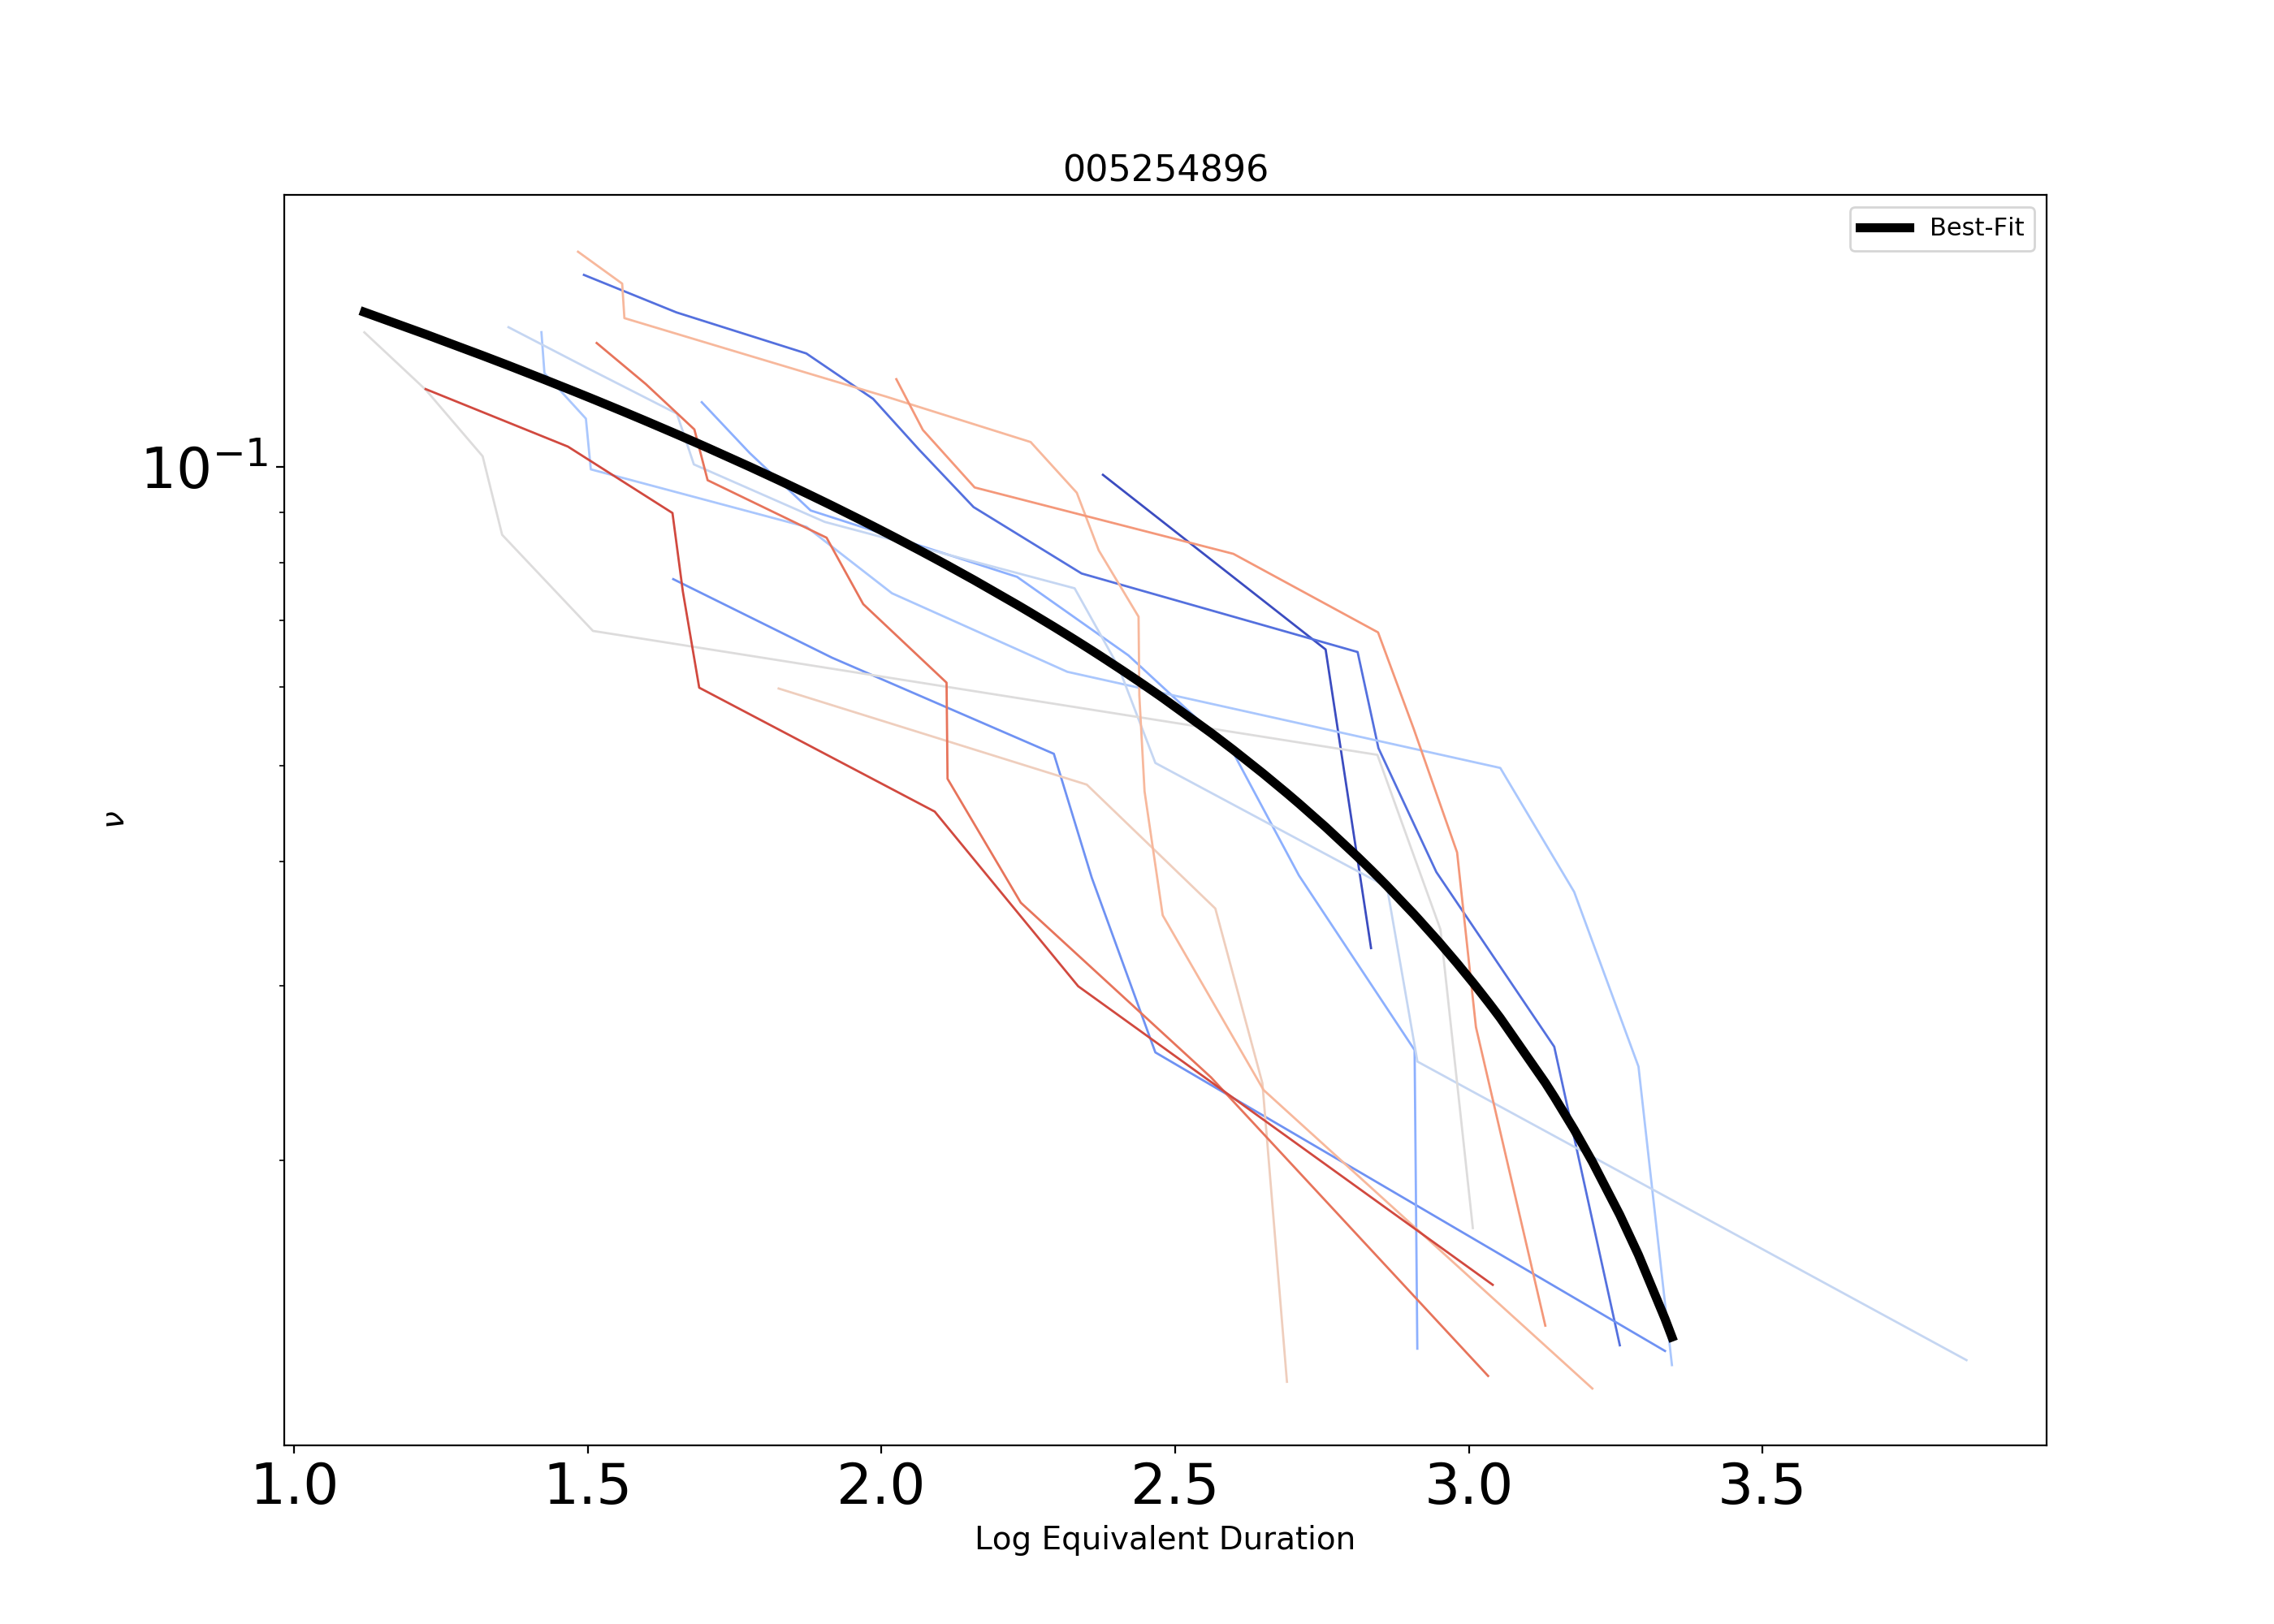 005254896
Best-Fit
10⁻¹
ν
1.0 1.5 2.0 2.5 3.0 3.5
Log Equivalent Duration